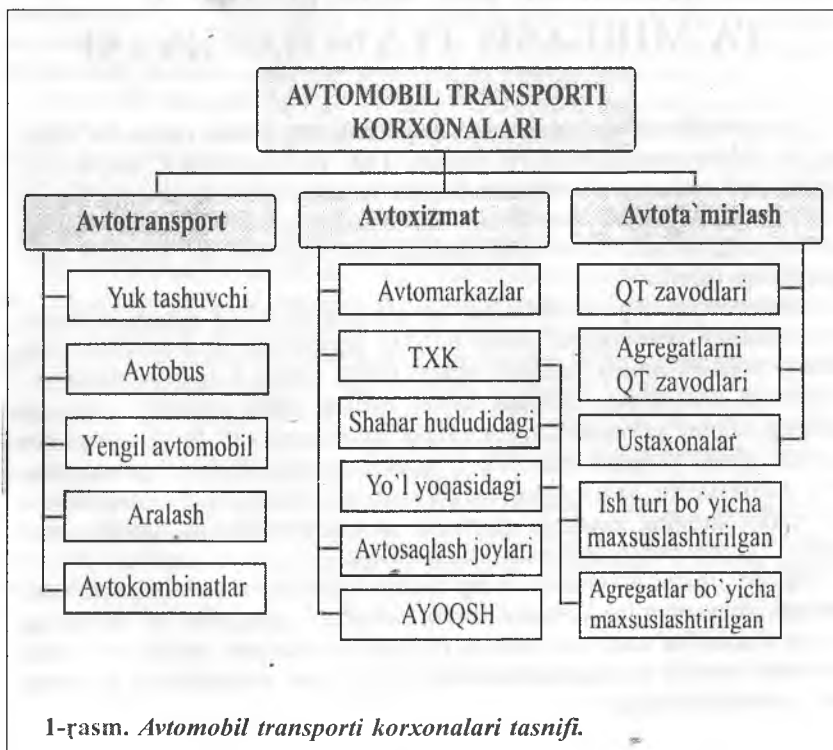 AVTOMOBIL TRANSPORTI
KORXONALARI
Avtotransport
Yuk tashuvchi
Avtobus
Yengil avtomobil
Aralash
Avtokombinatlar
Avtoxizmat
Avtomarkazlar
TXK
Shahar hududidagi
Yo'l yoqasidagi
Avtosaqlash joylari
AYOQSH
Avtota`mirlash
QT zavodlari
Agregatlarni
QT zavodlari
Ustaxonalar
Ish turi bo`yicha
maxsuslashtirilgan
Agregatlar bo`yicha
maxsuslashtirilgan
1-rasm. Avtomobil transporti korxonalari tasnifi.